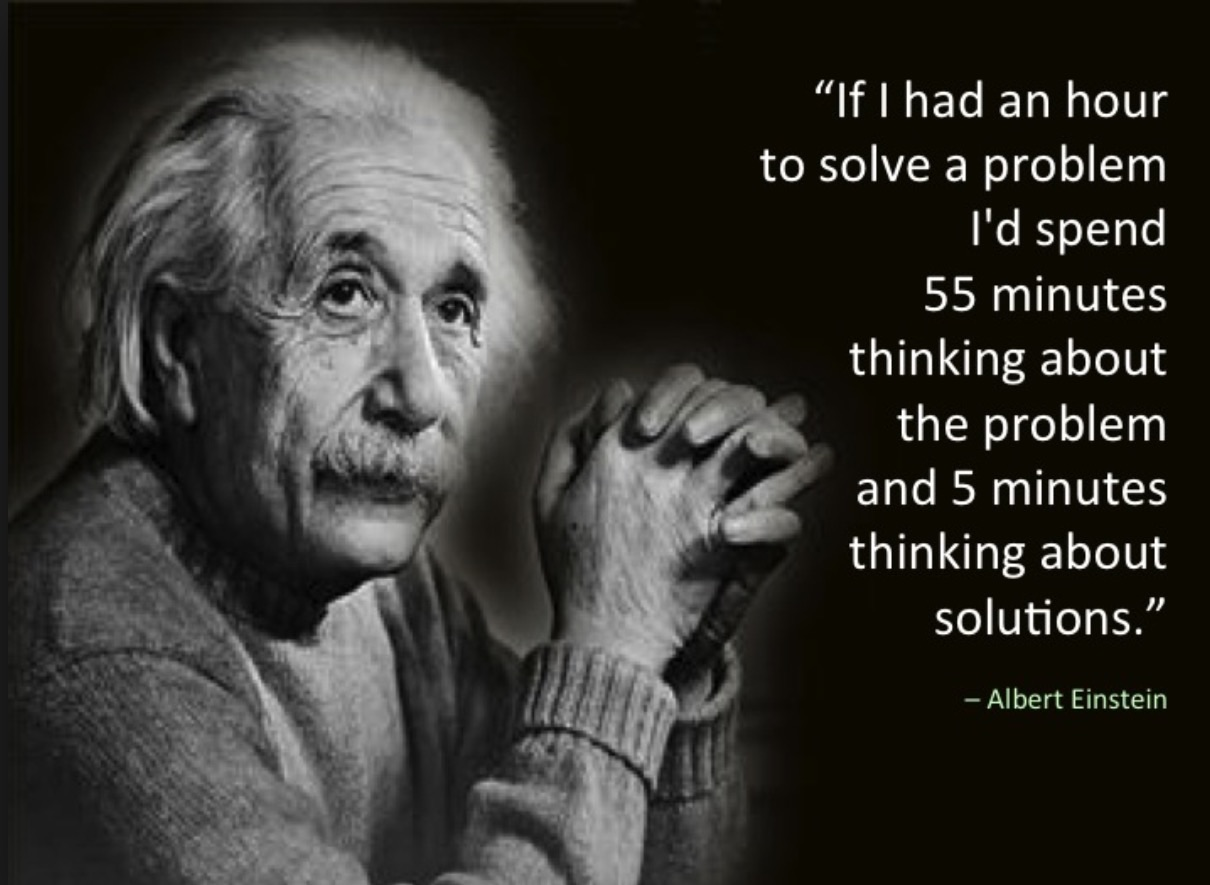 “If I had an hour
to solve a problem
I'd spend
55 minutes
thinking about
the problem
and 5 minutes
thinking about
solutions.”
– Albert Einstein